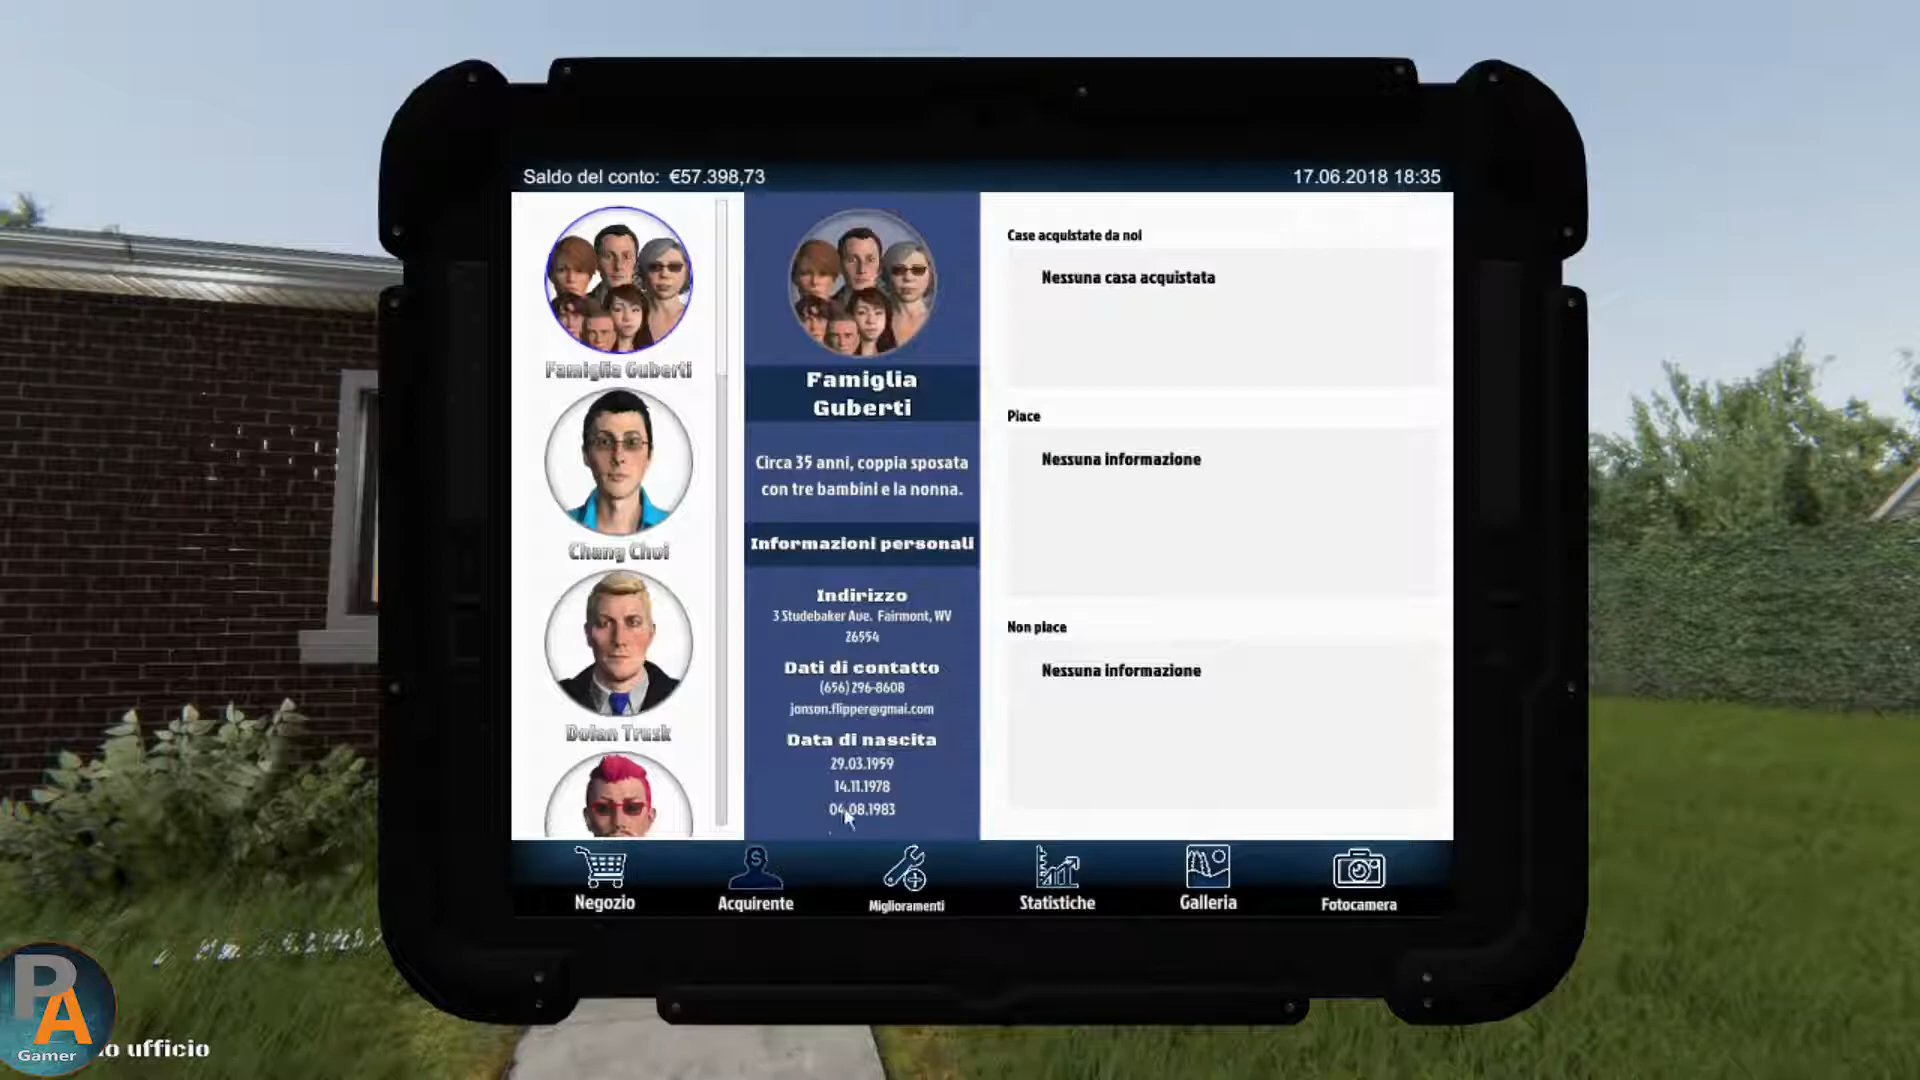 Saldo del conto: €57.398,73
17.06.2018 18:35
Famiglia Guberti
Chang Choi
Dolan Trusk
Famiglia
Guberti
Circa 35 anni, coppia sposata
con tre bambini e la nonna.
Informazioni personali
Indirizzo
3 Studebaker Ave. Fairmont, WV
26554
Dati di contatto
(656) 296-8608
jonson.flipper@gmai.com
Data di nascita
29.03.1959
14.11.1978
04.08.1983
Case acquistate da noi
Nessuna casa acquistata
Piace
Nessuna informazione
Non piace
Nessuna informazione
Negozio
Acquirente
Miglioramenti
Statistiche
Galleria
Fotocamera
PA
Gamer
ufficio